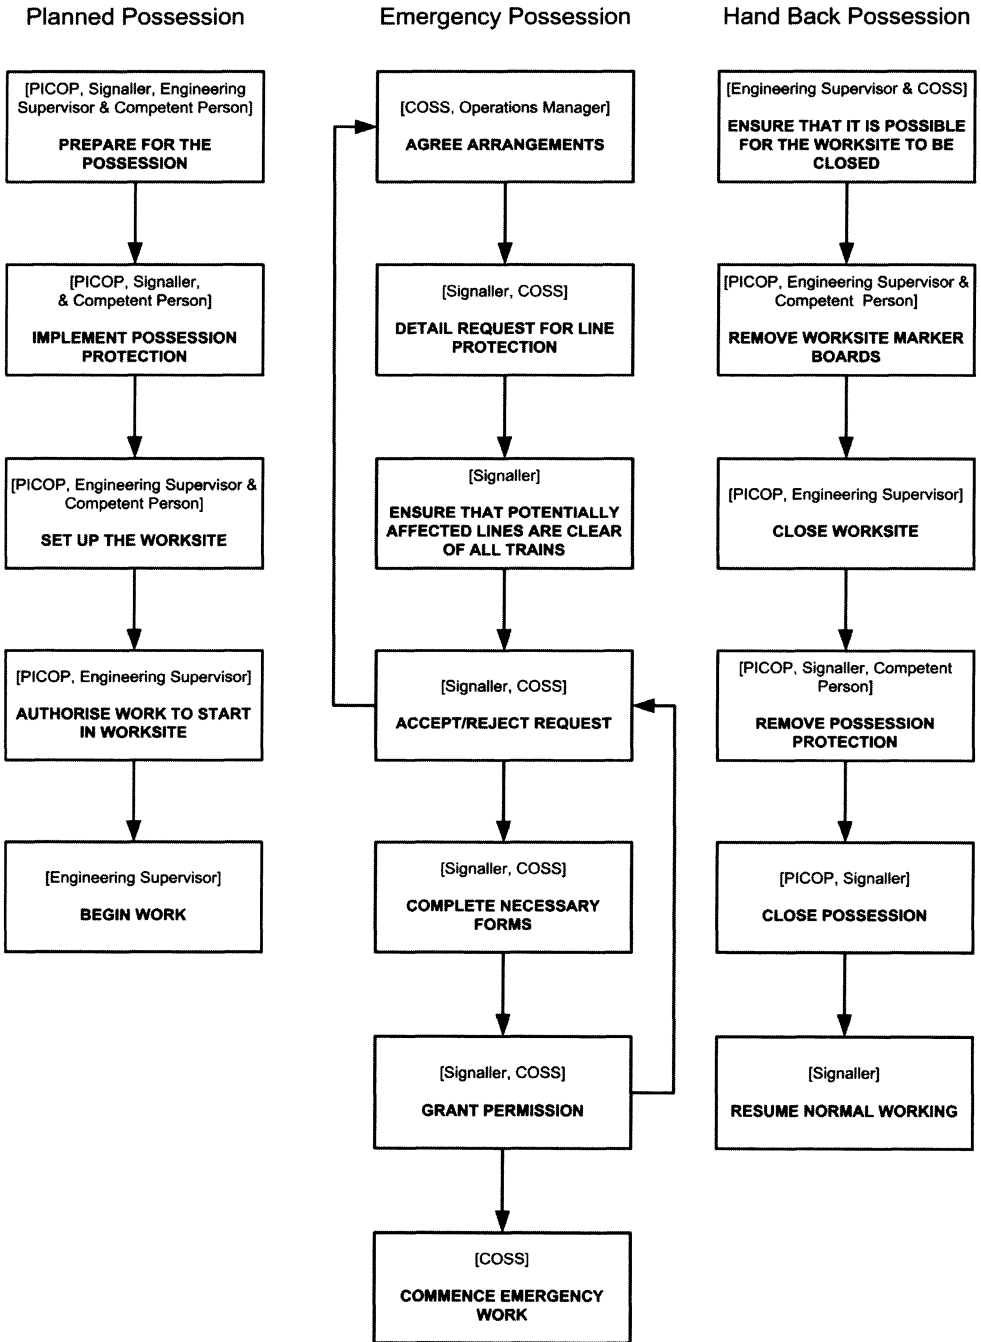 Planned Possession
[PICOP, Signaller, Engineering
Supervisor & Competent Person]
PREPARE FOR THE
POSSESSION
[PICOP, Signaller,
& Competent Person]
IMPLEMENT POSSESSION
PROTECTION
[PICOP, Engineering Supervisor &
Competent Person]
SET UP THE WORKSITE
[PICOP, Engineering Supervisor]
AUTHORISE WORK TO START
IN WORKSITE
[Engineering Supervisor]
BEGIN WORK
Emergency Possession
[COSS, Operations Manager]
AGREE ARRANGEMENTS
[Signaller, COSS]
DETAIL REQUEST FOR LINE
PROTECTION
[Signaller]
ENSURE THAT POTENTIALLY
AFFECTED LINES ARE CLEAR
OF ALL TRAINS
[Signaller, COSS]
ACCEPT/REJECT REQUEST
[Signaller, COSS]
COMPLETE NECESSARY
FORMS
[Signaller, COSS]
GRANT PERMISSION
[COSS]
COMMENCE EMERGENCY
WORK
Hand Back Possession
[Engineering Supervisor & COSS]
ENSURE THAT IT IS POSSIBLE
FOR THE WORKSITE TO BE
CLOSED
[PICOP, Engineering Supervisor &
Competent Person]
REMOVE WORKSITE MARKER
BOARDS
[PICOP, Engineering Supervisor]
CLOSE WORKSITE
[PICOP, Signaller, Competent
Person]
REMOVE POSSESSION
PROTECTION
[PICOP, Signaller]
CLOSE POSSESSION
[Signaller]
RESUME NORMAL WORKING